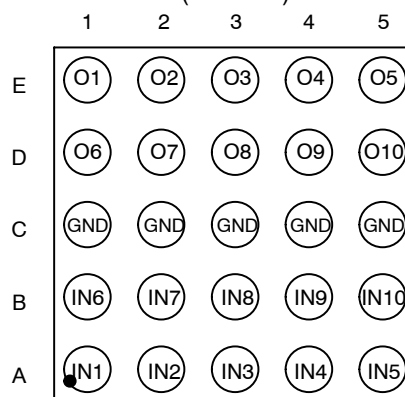 1 2 3 4 5
E O1 O2 O3 O4 O5
D O6 O7 O8 O9 O10
C GND GND GND GND GND
B IN6 IN7 IN8 IN9 IN10
A IN1 IN2 IN3 IN4 IN5